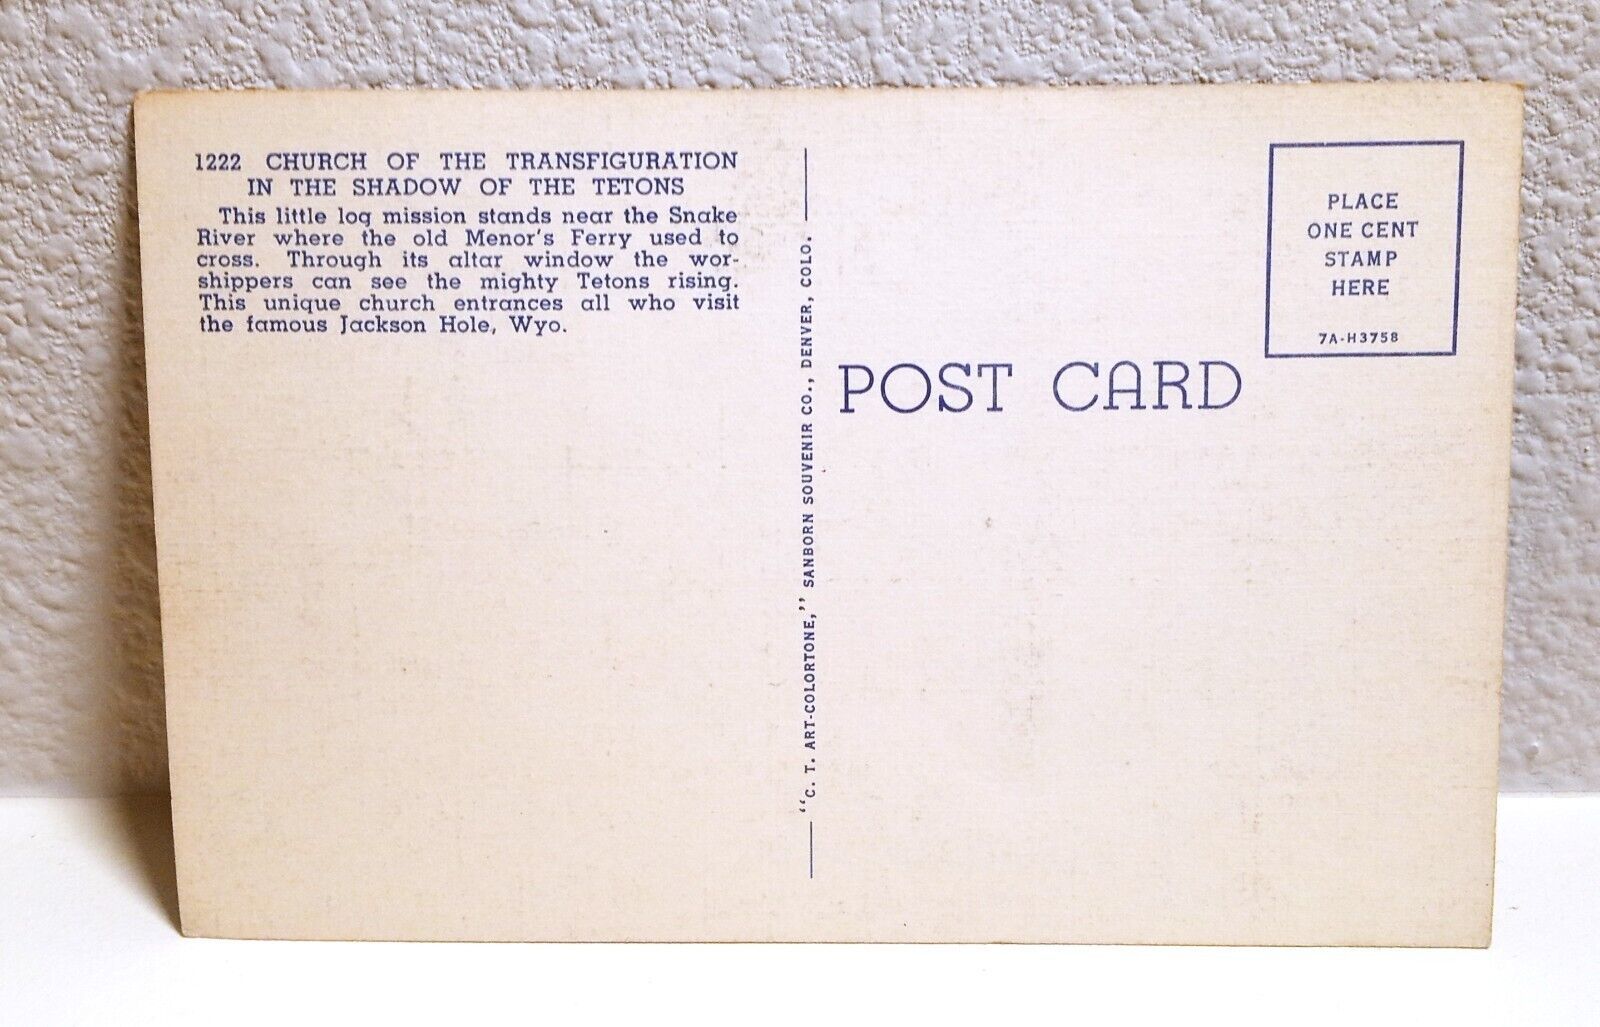 1222 CHURCH OF THE TRANSFIGURATION
IN THE SHADOW OF THE TETONS
This little log mission stands near the Snake
River where the old Menor's Ferry used to
cross. Through its altar window the wor-
shippers can see the mighty Tetons rising.
This unique church entrances all who visit
the famous Jackson Hole, Wyo.
"C. T. ART-COLORTONE," SANBORN SOUVENIR CO., DENVER, COLO.
POST CARD
PLACE
ONE CENT
STAMP
HERE
7A-H3758